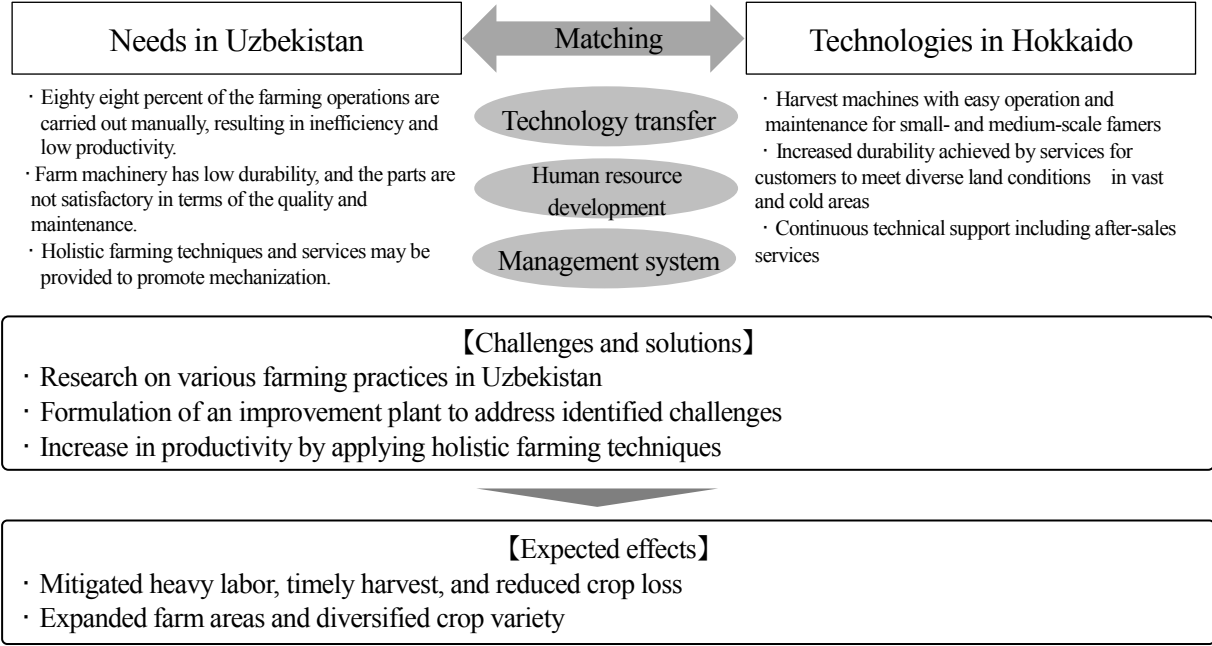 Needs in Uzbekistan
Matching
Technologies in Hokkaido
・Eighty eight percent of the farming operations are
carried out manually, resulting in inefficiency and
low productivity.
・Farm machinery has low durability, and the parts are
not satisfactory in terms of the quality and
maintenance.
・Holistic farming techniques and services may be
provided to promote mechanization.
Technology transfer
Human resource
development
Management system
・Harvest machines with easy operation and
maintenance for small- and medium-scale famers
・Increased durability achieved by services for
customers to meet diverse land conditions in vast
and cold areas
・Continuous technical support including after-sales
services
【Challenges and solutions】
・Research on various farming practices in Uzbekistan
・Formulation of an improvement plant to address identified challenges
・Increase in productivity by applying holistic farming techniques
【Expected effects】
・Mitigated heavy labor, timely harvest, and reduced crop loss
・Expanded farm areas and diversified crop variety